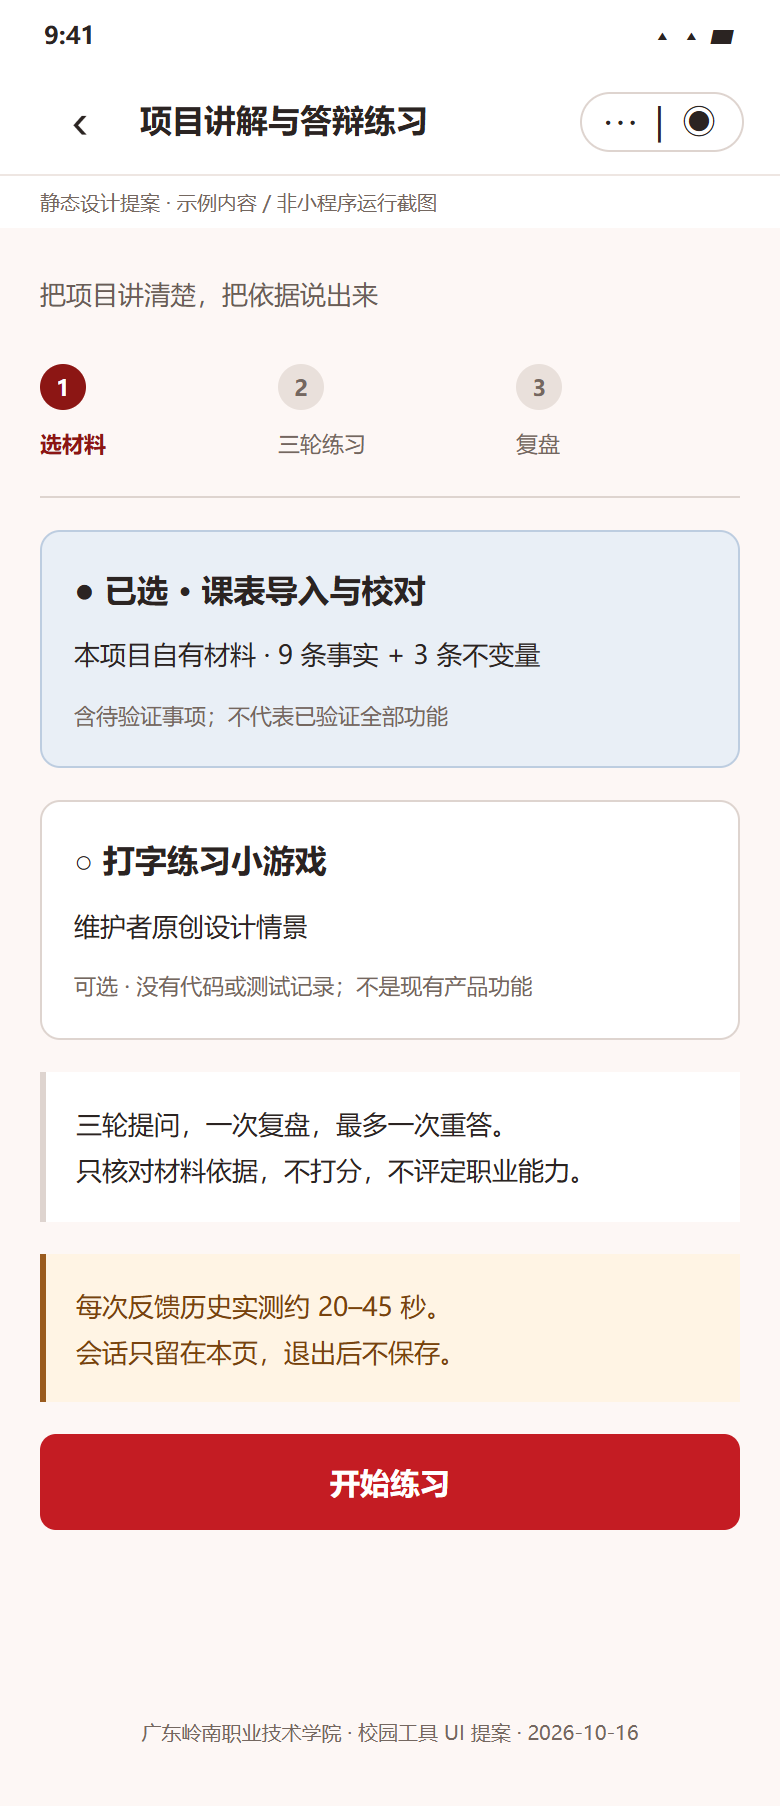 9:41
项目讲解与答辩练习
静态设计提案 · 示例内容 / 非小程序运行截图
把项目讲清楚，把依据说出来
1 2 3
选材料 三轮练习 复盘
● 已选 · 课表导入与校对
本项目自有材料 · 9 条事实 + 3 条不变量
含待验证事项；不代表已验证全部功能
○ 打字练习小游戏
维护者原创设计情景
可选 · 没有代码或测试记录；不是现有产品功能
三轮提问，一次复盘，最多一次重答。
只核对材料依据，不打分，不评定职业能力。
每次反馈历史实测约 20–45 秒。
会话只留在本页，退出后不保存。
开始练习
广东岭南职业技术学院 · 校园工具 UI 提案 · 2026-10-16